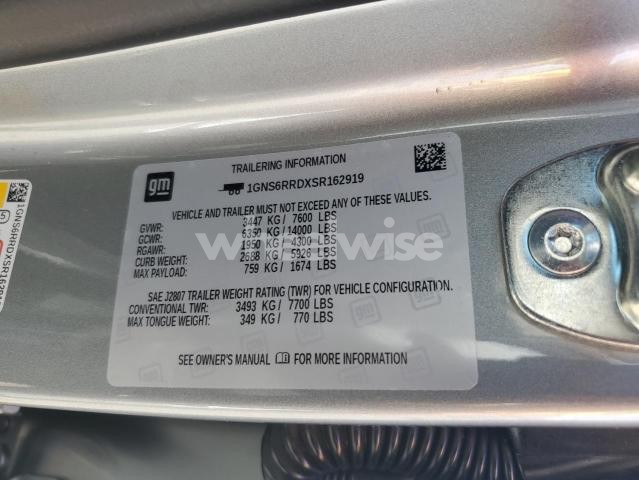 gm
TRAILERING INFORMATION
1GNS6RRDXSR162919
VEHICLE AND TRAILER MUST NOT EXCEED ANY OF THESE VALUES.
GVWR: 3447 KG / 7600 LBS
GCWR: 6350 KG / 14000 LBS
RGAWR: 1950 KG / 4300 LBS
CURB WEIGHT: 2688 KG / 5926 LBS
MAX PAYLOAD: 759 KG / 1674 LBS
SAE J2807 TRAILER WEIGHT RATING (TWR) FOR VEHICLE CONFIGURATION.
CONVENTIONAL TWR: 3493 KG / 7700 LBS
MAX TONGUE WEIGHT: 349 KG / 770 LBS
SEE OWNER'S MANUAL FOR MORE INFORMATION